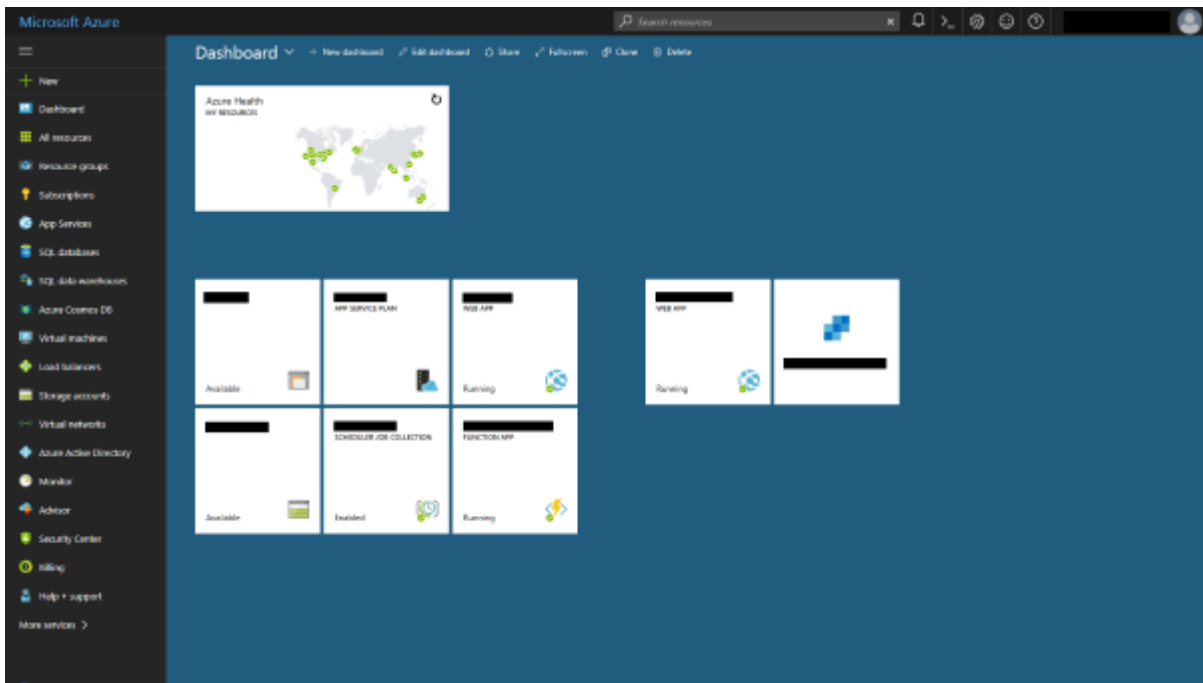 Microsoft Azure
Search resources
Dashboard
New dashboard
Edit dashboard
Share
Fullscreen
Clone
Delete
New
Dashboard
All resources
Resource groups
Subscriptions
App Services
SQL databases
SQL data warehouses
Azure Cosmos DB
Virtual machines
Load balancers
Storage accounts
Virtual networks
Azure Active Directory
Monitor
Advisor
Security Center
Billing
Help + support
More services
Azure Health
MY RESOURCES
Available
APP SERVICE PLAN
WEB APP
Running
WEB APP
Running
Available
SCHEDULER JOB COLLECTION
Enabled
FUNCTION APP
Running